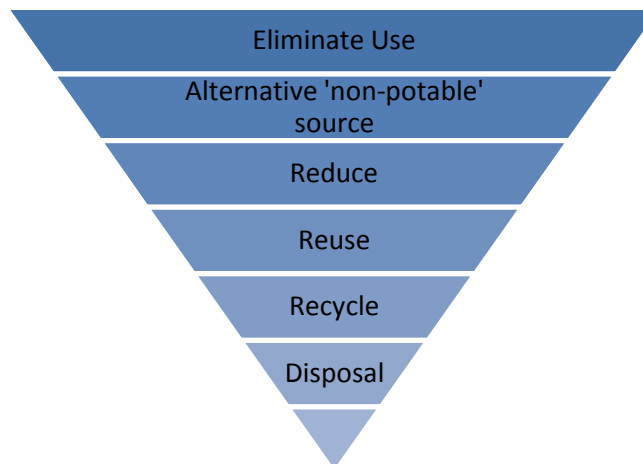 Eliminate Use
Alternative 'non-potable'
source
Reduce
Reuse
Recycle
Disposal